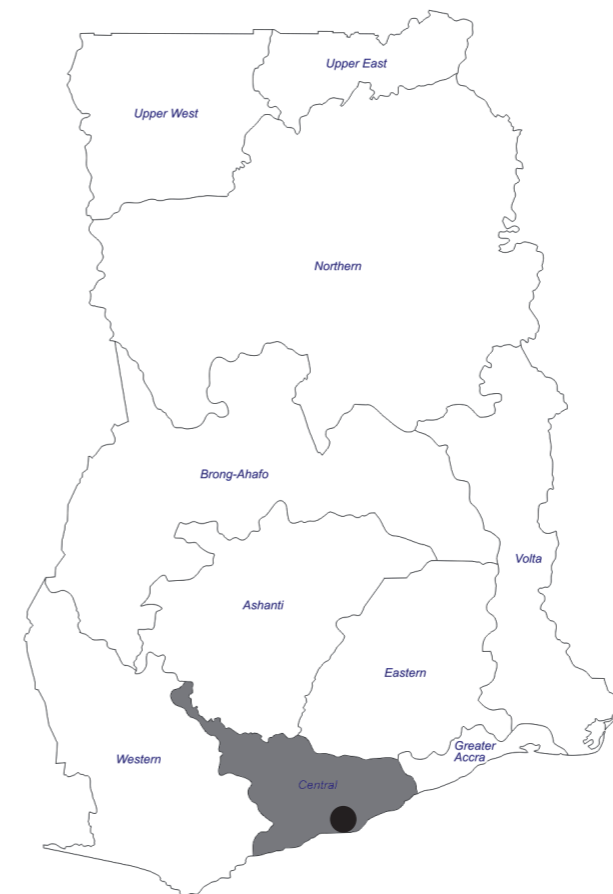 Upper East
Upper West
Northern
Brong-Ahafo
Volta
Ashanti
Eastern
Greater
Accra
Western
Central